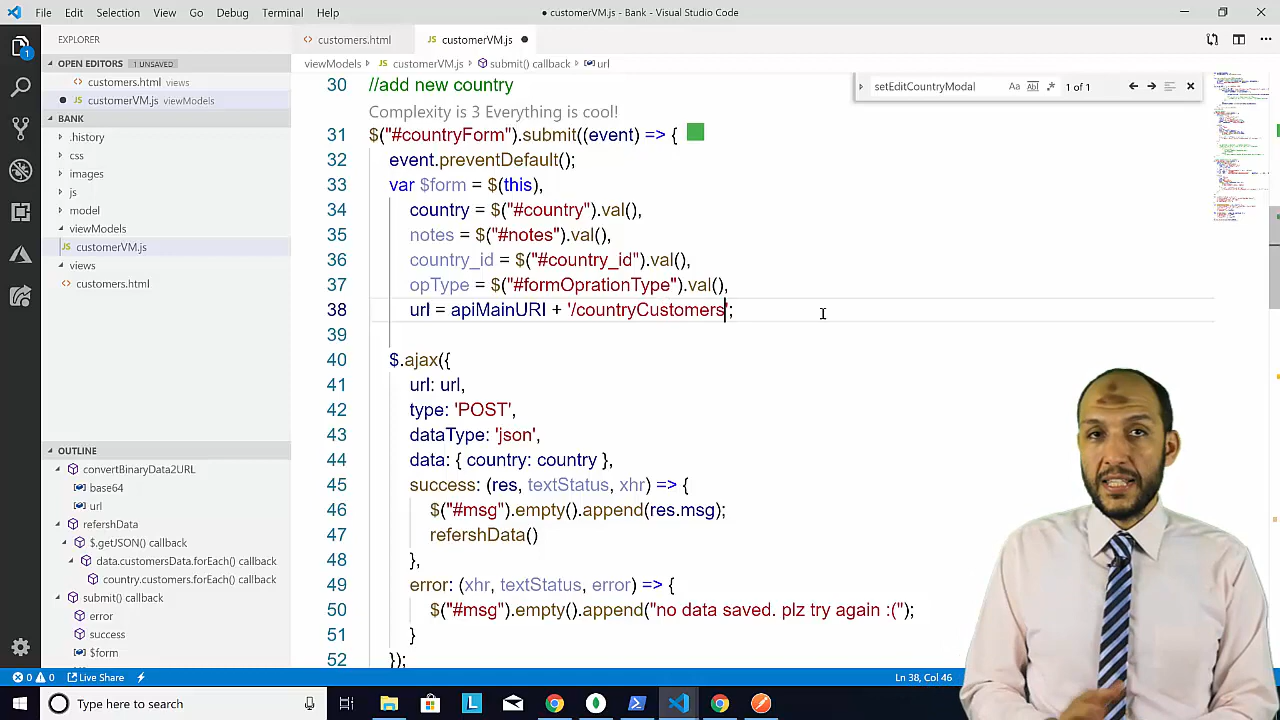 File Edit Selection View Go Debug Terminal Help
● customerVM.js - Bank - Visual Studio Code
EXPLORER
OPEN EDITORS 1 UNSAVED
customers.html views
customerVM.js viewModels
BANK
.history
css
images
js
model
viewModels
JS customerVM.js
views
customers.html
OUTLINE
convertBinaryData2URL
base64
url
refershData
$.getJSON() callback
data.customersData.forEach() callback
country.customers.forEach() callback
submit() callback
error
success
$form
customers.html
JS customerVM.js
viewModels JS customerVM.js submit() callback url
setEditCountryModal Aa Abl .* 1 of 1
30 //add new country
Complexity is 3 Everything is cool!
31 $("#countryForm").submit((event) => {
32 event.preventDefault();
33 var $form = $(this),
34 country = $("#country").val(),
35 notes = $("#notes").val(),
36 country_id = $("#country_id").val(),
37 opType = $("#formOprationType").val(),
38 url = apiMainURI + '/countryCustomers';
39
40 $.ajax({
41 url: url,
42 type: 'POST',
43 dataType: 'json',
44 data: { country: country },
45 success: (res, textStatus, xhr) => {
46 $("#msg").empty().append(res.msg);
47 refershData()
48 },
49 error: (xhr, textStatus, error) => {
50 $("#msg").empty().append("no data saved. plz try again :(");
51 }
52 });
0 0 Live Share
Ln 38, Col 46
Type here to search